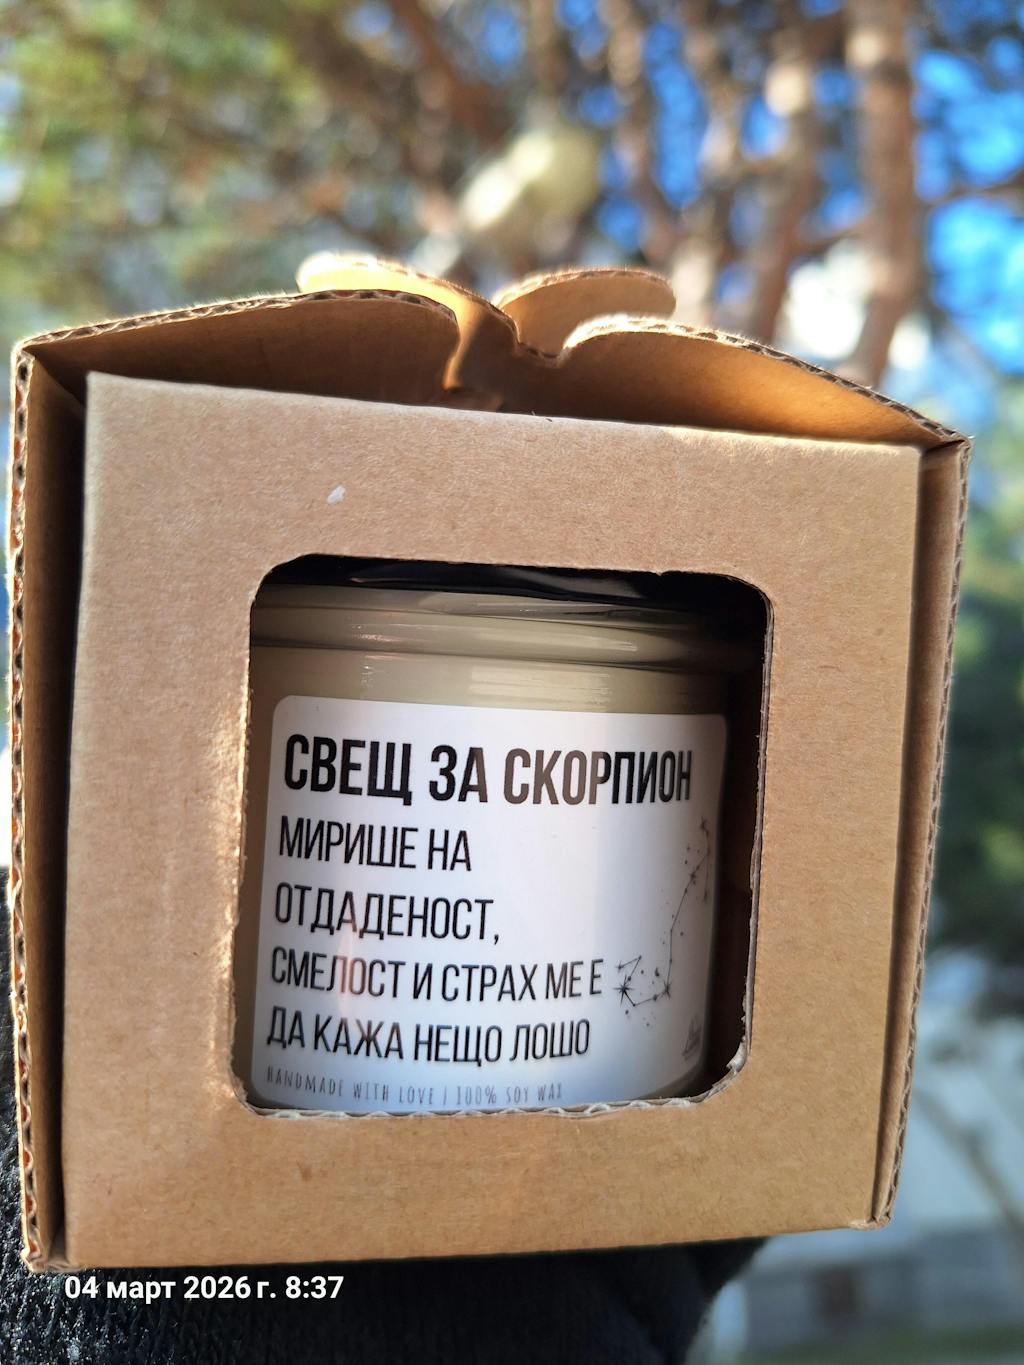 СВЕЩ ЗА СКОРПИОН
МИРИШЕ НА
ОТДАДЕНОСТ,
СМЕЛОСТ И СТРАХ МЕ Е
ДА КАЖА НЕЩО ЛОШО
HANDMADE WITH LOVE | 100% SOY WAX
04 март 2026 г. 8:37